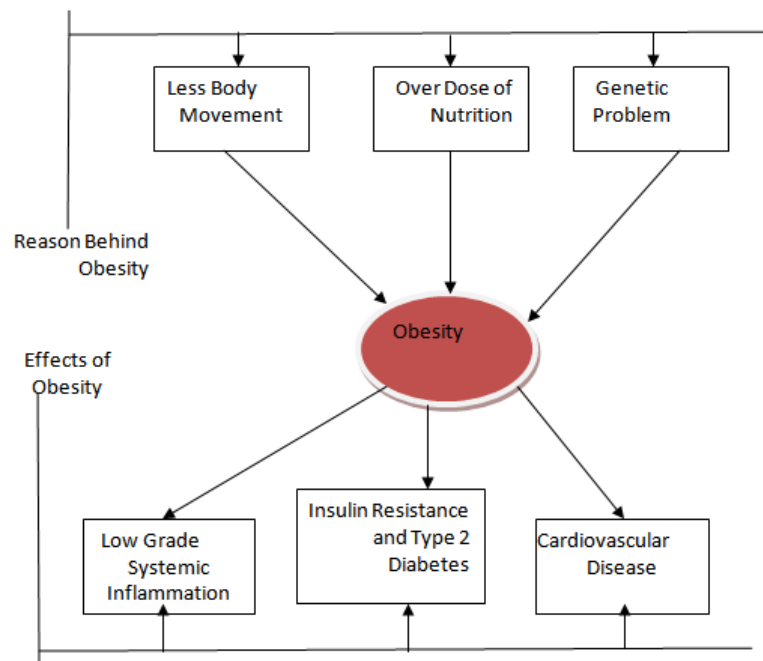 Less Body
Movement
Over Dose of
Nutrition
Genetic
Problem
Reason Behind
Obesity
Obesity
Effects of
Obesity
Low Grade
Systemic
Inflammation
Insulin Resistance
and Type 2
Diabetes
Cardiovascular
Disease